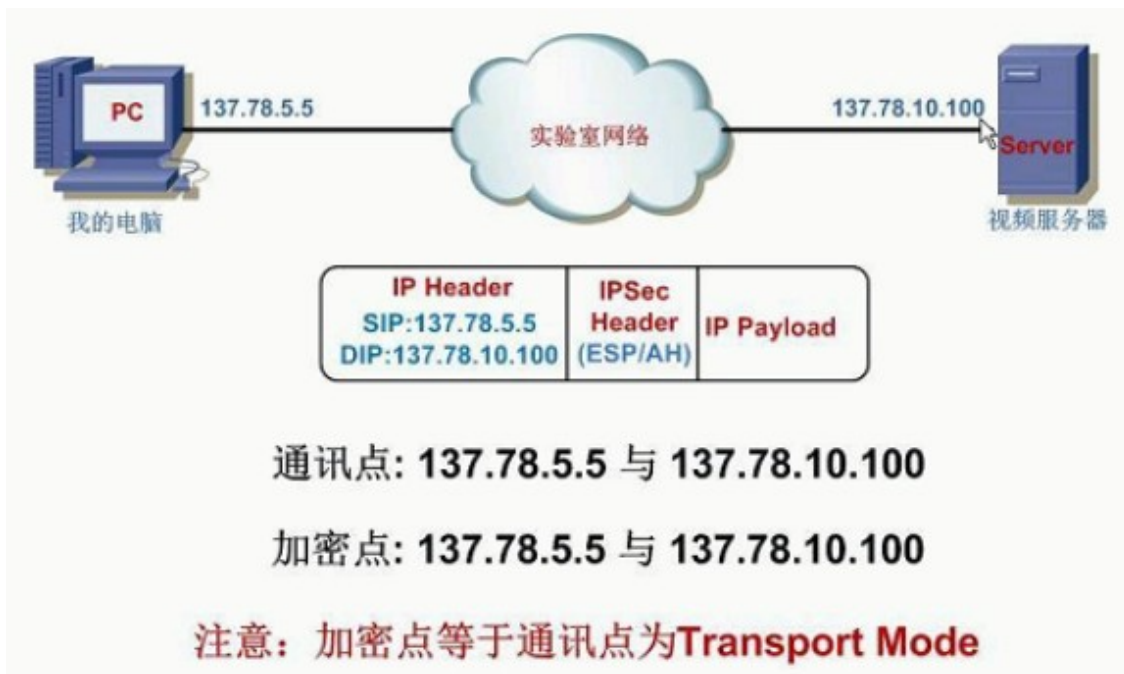 PC
137.78.5.5
实验室网络
137.78.10.100
Server
我的电脑
视频服务器
IP Header
SIP:137.78.5.5
DIP:137.78.10.100
IPSec
Header
(ESP/AH)
IP Payload
通讯点: 137.78.5.5 与 137.78.10.100
加密点: 137.78.5.5 与 137.78.10.100
注意：加密点等于通讯点为Transport Mode